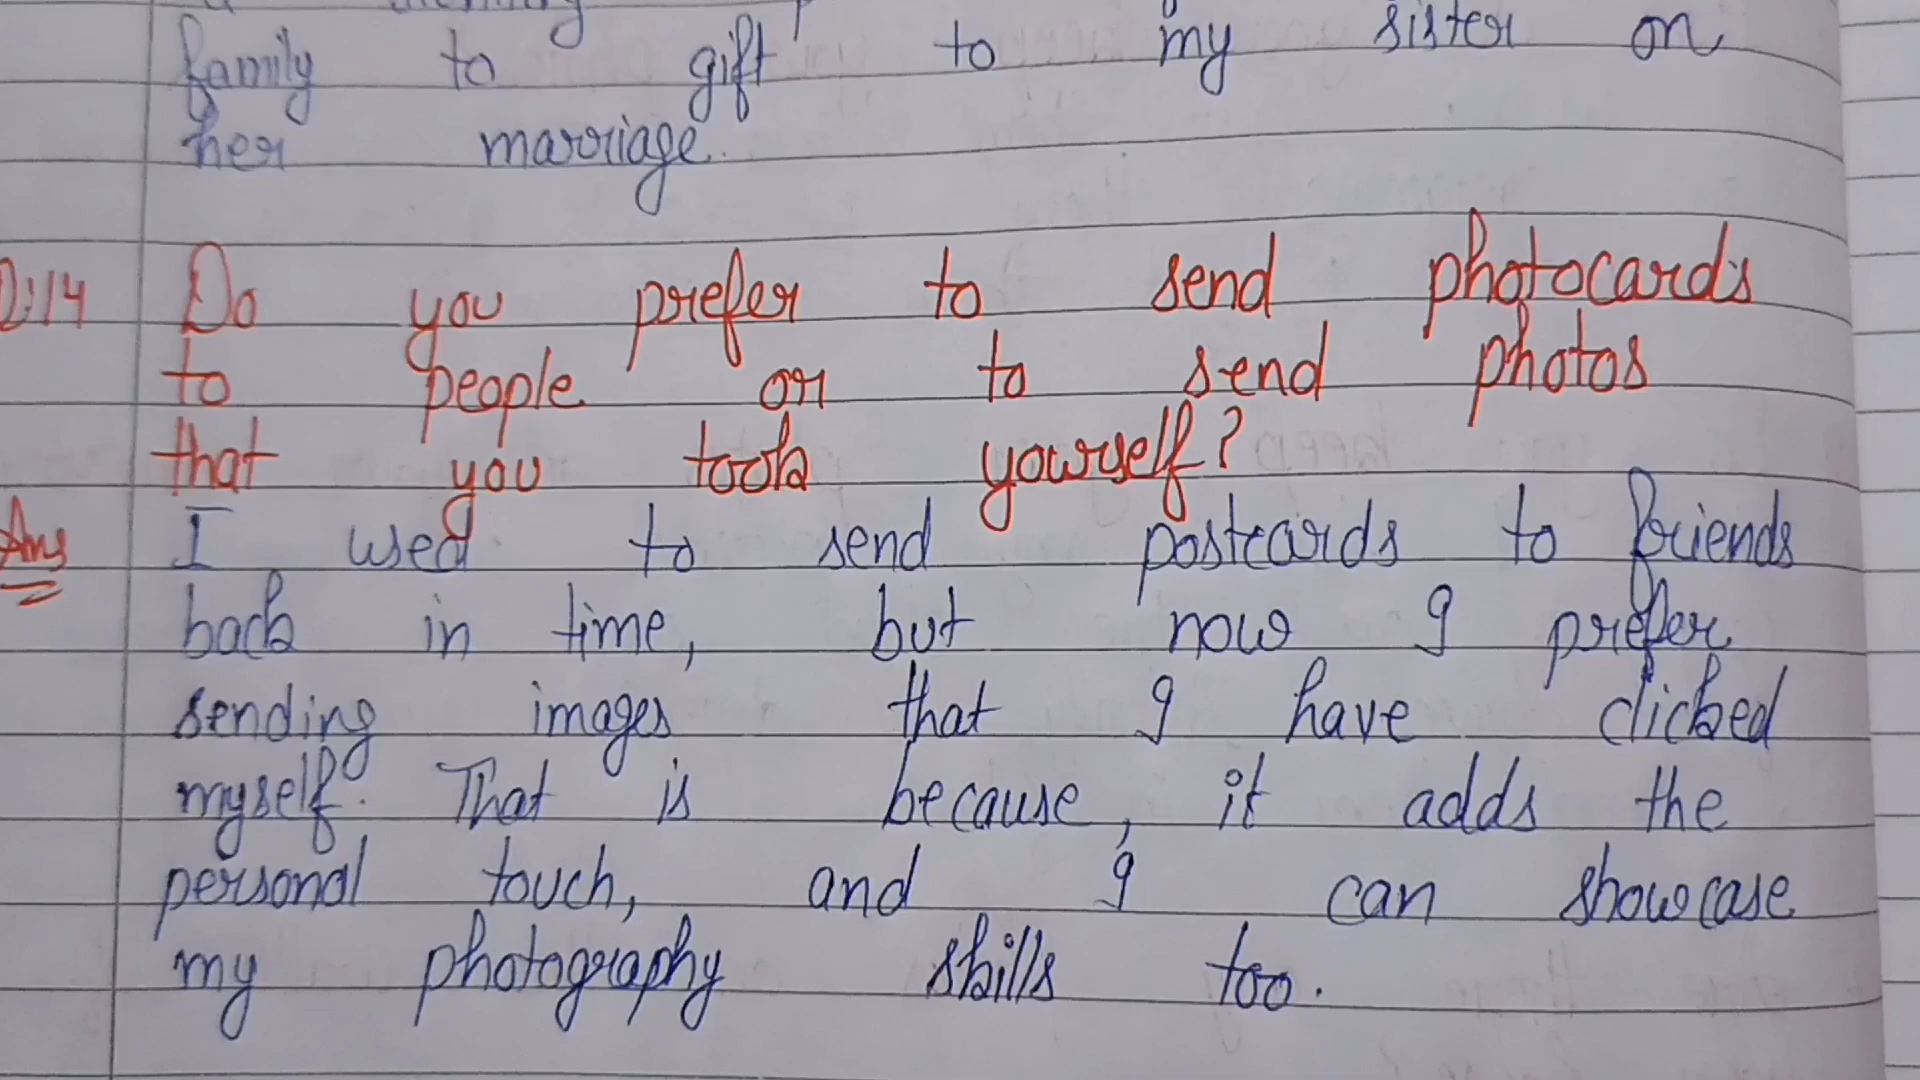 family to gift to my sister on
her marriage.
Q:14 Do you prefer to send photocards
to people or to send photos
that you took yourself?
Ans I used to send postcards to friends
back in time, but now I prefer
sending images that I have clicked
myself. That is because, it adds the
personal touch, and I can showcase
my photography skills too.